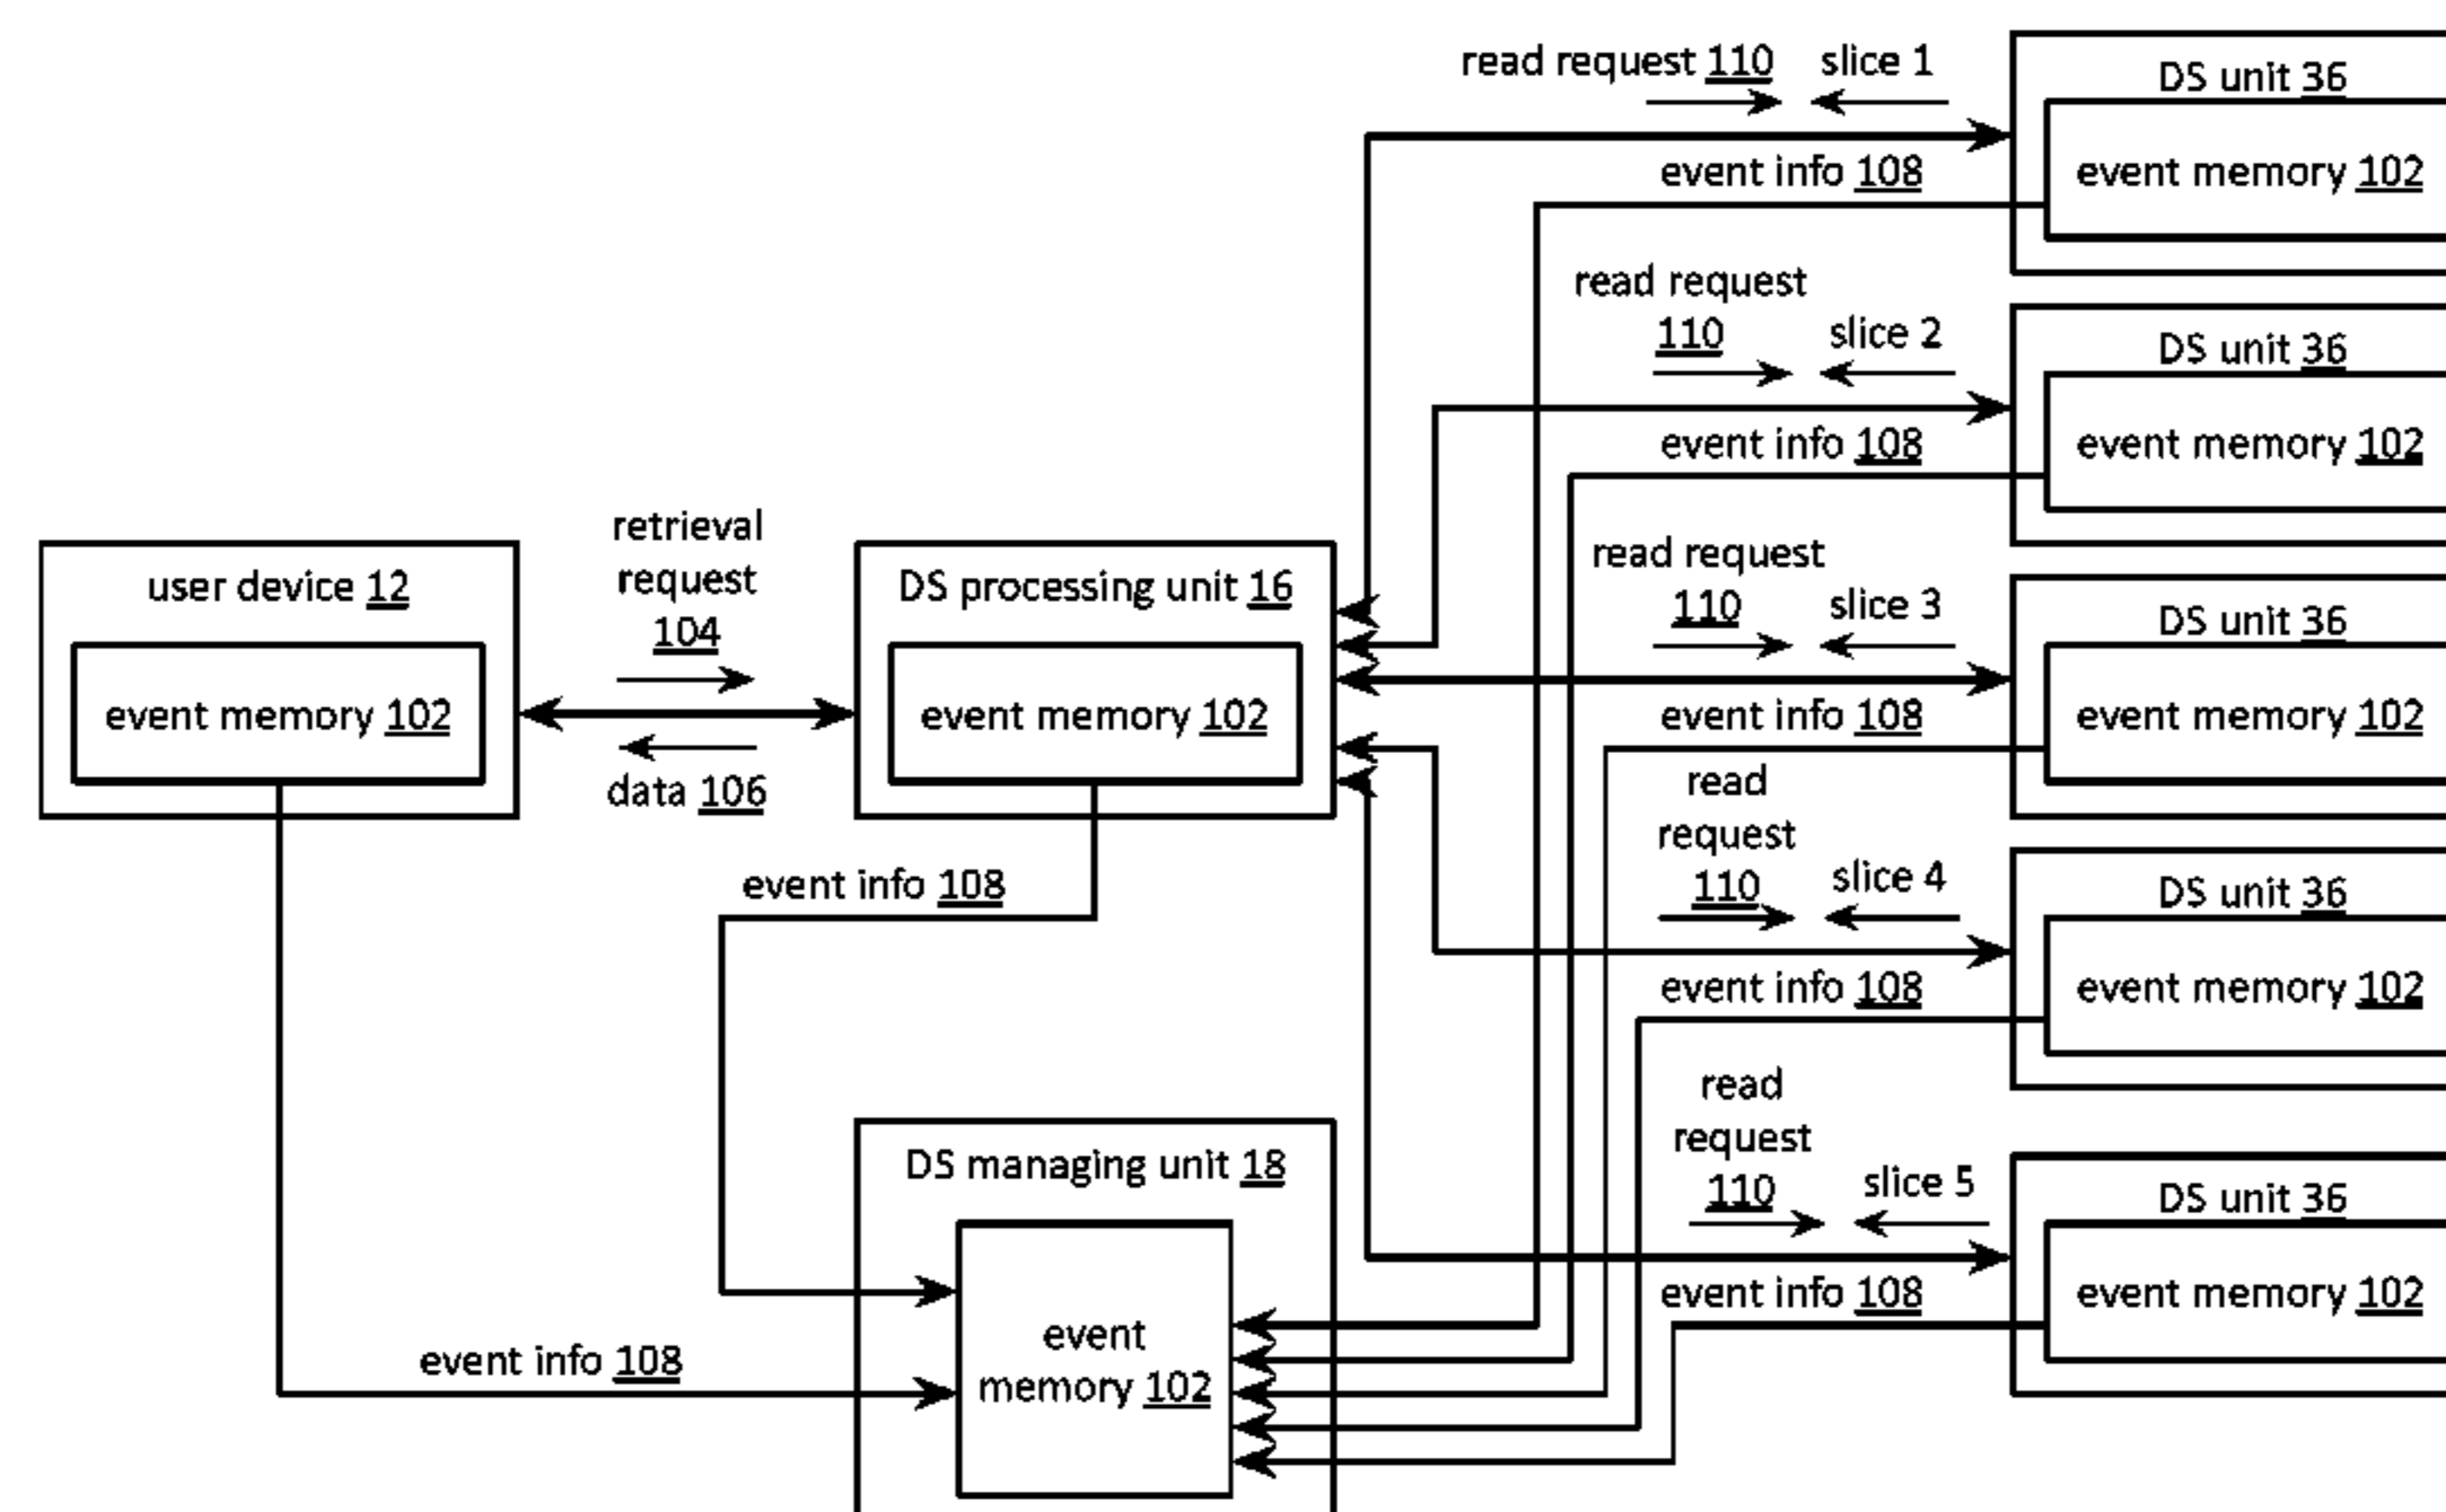 read request 110 slice 1
DS unit 36
event info 108
event memory 102
read request
110 slice 2
DS unit 36
event info 108
event memory 102
retrieval
request
104
user device 12
event memory 102
data 106
DS processing unit 16
event memory 102
read request
110 slice 3
DS unit 36
event info 108
event memory 102
read
request
110 slice 4
DS unit 36
event info 108
event memory 102
event info 108
read
request
110 slice 5
DS unit 36
event info 108
event memory 102
DS managing unit 18
event
memory 102
event info 108